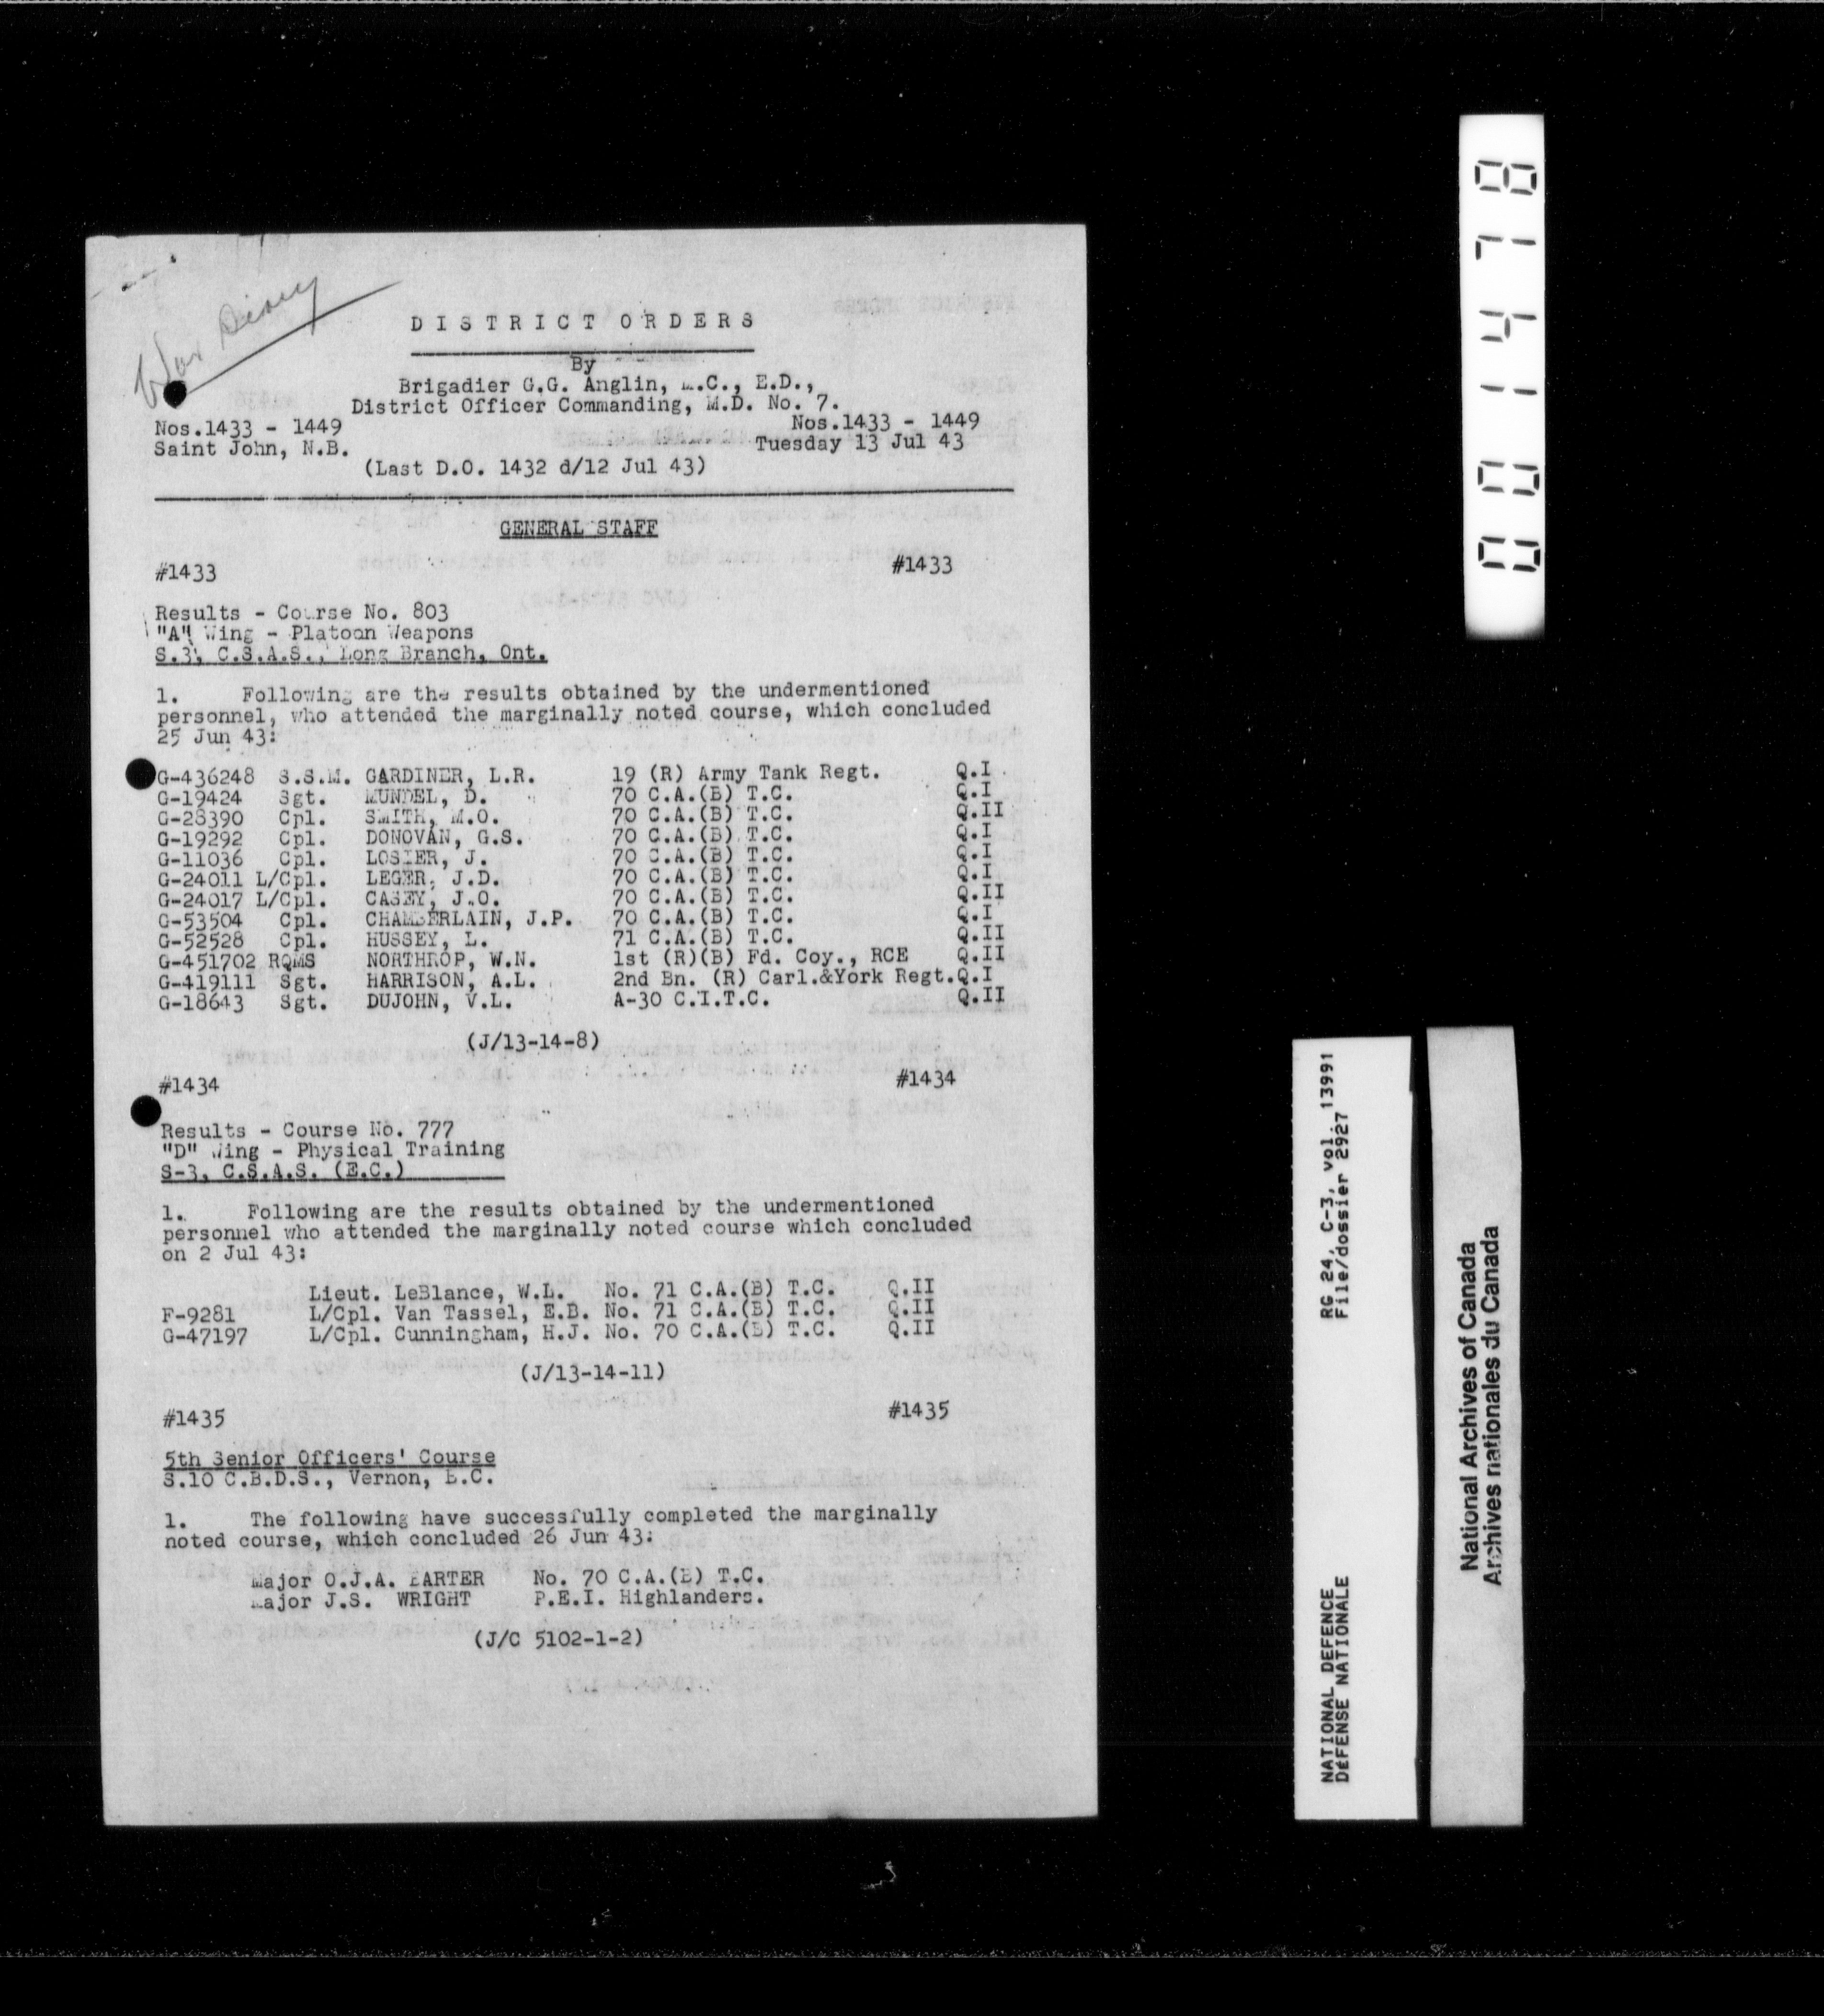 War Diary
DISTRICT ORDERS
By
Brigadier G.G. Anglin, M.C., E.D.,
District Officer Commanding, M.D. No. 7.
Nos.1433 - 1449 Nos.1433 - 1449
Saint John, N.B. Tuesday 13 Jul 43
(Last D.O. 1432 d/12 Jul 43)
GENERAL STAFF
#1433 #1433
Results - Course No. 803
"A" Wing - Platoon Weapons
S.3, C.S.A.S., Long Branch, Ont.
1. Following are the results obtained by the undermentioned
personnel, who attended the marginally noted course, which concluded
25 Jun 43:
G-436248 S.S.M. GARDINER, L.R. 19 (R) Army Tank Regt. Q.I
G-19424 Sgt. MUNDEL, D. 70 C.A.(B) T.C. Q.I
G-28390 Cpl. SMITH, M.O. 70 C.A.(B) T.C. Q.II
G-19292 Cpl. DONOVAN, G.S. 70 C.A.(B) T.C. Q.I
G-11036 Cpl. LOSIER, J. 70 C.A.(B) T.C. Q.I
G-24011 L/Cpl. LEGER, J.D. 70 C.A.(B) T.C. Q.I
G-24017 L/Cpl. CASEY, J.O. 70 C.A.(B) T.C. Q.II
G-53504 Cpl. CHAMBERLAIN, J.P. 70 C.A.(B) T.C. Q.I
G-52528 Cpl. HUSSEY, L. 71 C.A.(B) T.C. Q.II
G-451702 RQMS NORTHROP, W.N. 1st (R)(B) Fd. Coy., RCE Q.II
G-419111 Sgt. HARRISON, A.L. 2nd Bn. (R) Carl.&York Regt.Q.I
G-18643 Sgt. DUJOHN, V.L. A-30 C.I.T.C. Q.II
(J/13-14-8)
#1434 #1434
Results - Course No. 777
"D" Wing - Physical Training
S-3, C.S.A.S. (E.C.)
1. Following are the results obtained by the undermentioned
personnel who attended the marginally noted course which concluded
on 2 Jul 43:
Lieut. LeBlance, W.L. No. 71 C.A.(B) T.C. Q.II
F-9281 L/Cpl. Van Tassel, E.B. No. 71 C.A.(B) T.C. Q.II
G-47197 L/Cpl. Cunningham, H.J. No. 70 C.A.(B) T.C. Q.II
(J/13-14-11)
#1435 #1435
5th Senior Officers' Course
S.10 C.B.D.S., Vernon, B.C.
1. The following have successfully completed the marginally
noted course, which concluded 26 Jun 43:
Major O.J.A. BARTER No. 70 C.A.(B) T.C.
Major J.S. WRIGHT P.E.I. Highlanders.
(J/C 5102-1-2)
001478
NATIONAL DEFENCE RG 24, C-3, vol. 13991
DÉFENSE NATIONALE File/dossier 2927
National Archives of Canada
Archives nationales du Canada